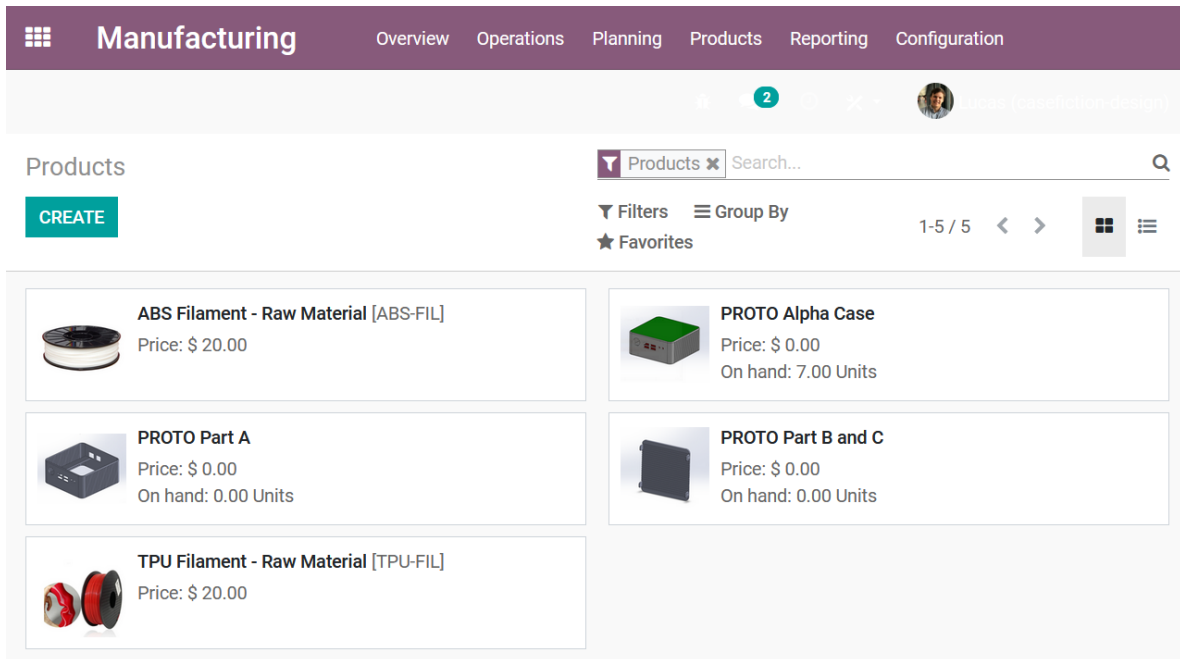 Manufacturing Overview Operations Planning Products Reporting Configuration
2 Lucas (casefiction-design)
Products
Products Search...
CREATE
Filters Group By
Favorites
1-5 / 5
ABS Filament - Raw Material [ABS-FIL]
Price: $ 20.00
PROTO Alpha Case
Price: $ 0.00
On hand: 7.00 Units
PROTO Part A
Price: $ 0.00
On hand: 0.00 Units
PROTO Part B and C
Price: $ 0.00
On hand: 0.00 Units
TPU Filament - Raw Material [TPU-FIL]
Price: $ 20.00